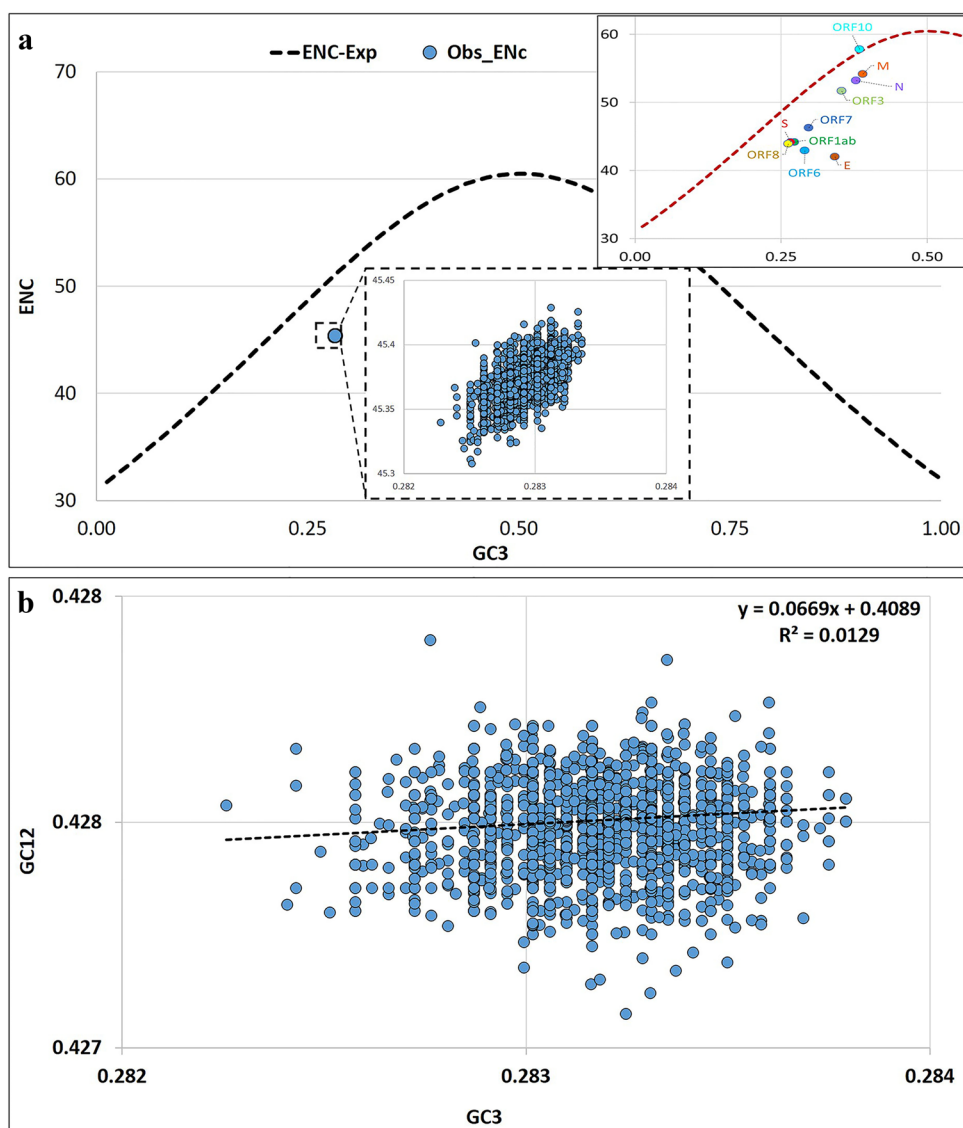 a
ENC-Exp
Obs_ENc
70
60
50
40
30
ENC
0.00
0.25
0.50
0.75
1.00
GC3
60
50
40
30
0.00
0.25
0.50
ORF10
M
N
ORF3
ORF7
S
ORF1ab
ORF8
ORF6
E
45.45
45.4
45.35
45.3
0.282
0.283
0.284
b
0.428
y = 0.0669x + 0.4089
R² = 0.0129
0.428
GC12
0.427
0.282
0.283
0.284
GC3